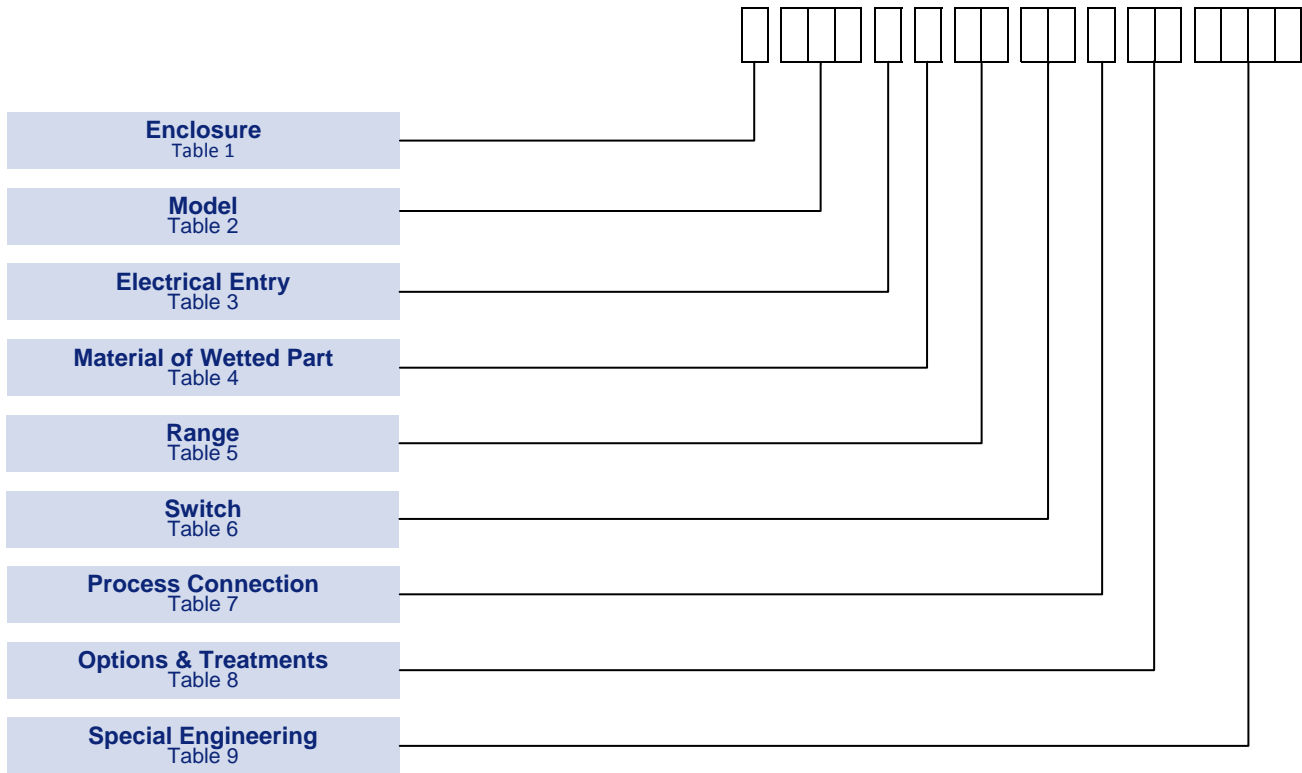 Enclosure
Table 1
Model
Table 2
Electrical Entry
Table 3
Material of Wetted Part
Table 4
Range
Table 5
Switch
Table 6
Process Connection
Table 7
Options & Treatments
Table 8
Special Engineering
Table 9